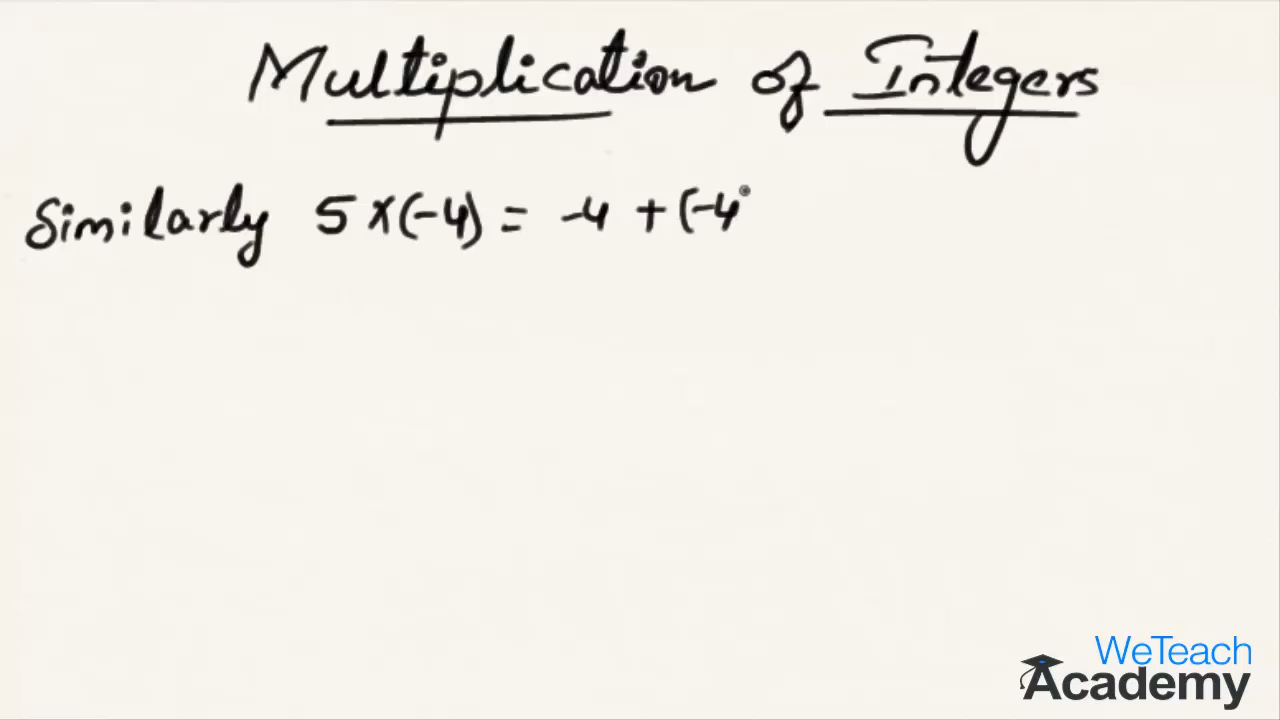 Multiplication of Integers
Similarly 5 ×(-4) = -4 + (-4
WeTeach
Academy